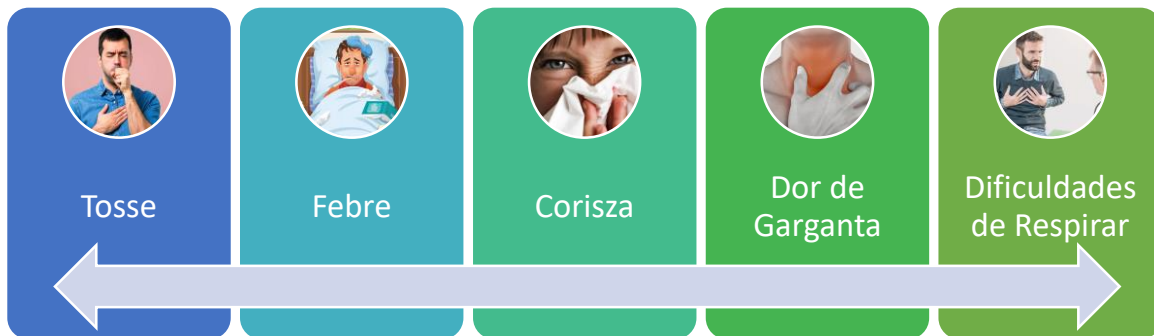 Tosse
Febre
Corisza
Dor de
Garganta
Dificuldades
de Respirar